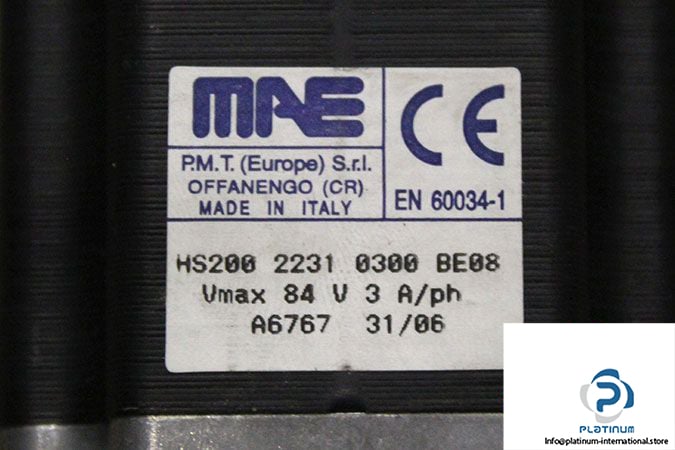 MAE
P.M.T. (Europe) S.r.l.
OFFANENGO (CR)
MADE IN ITALY
CE
EN 60034-1
HS200 2231 0300 BE08
Vmax 84 V 3 A/ph
A6767 31/06
PLATINUM
Info@platinum-international.store